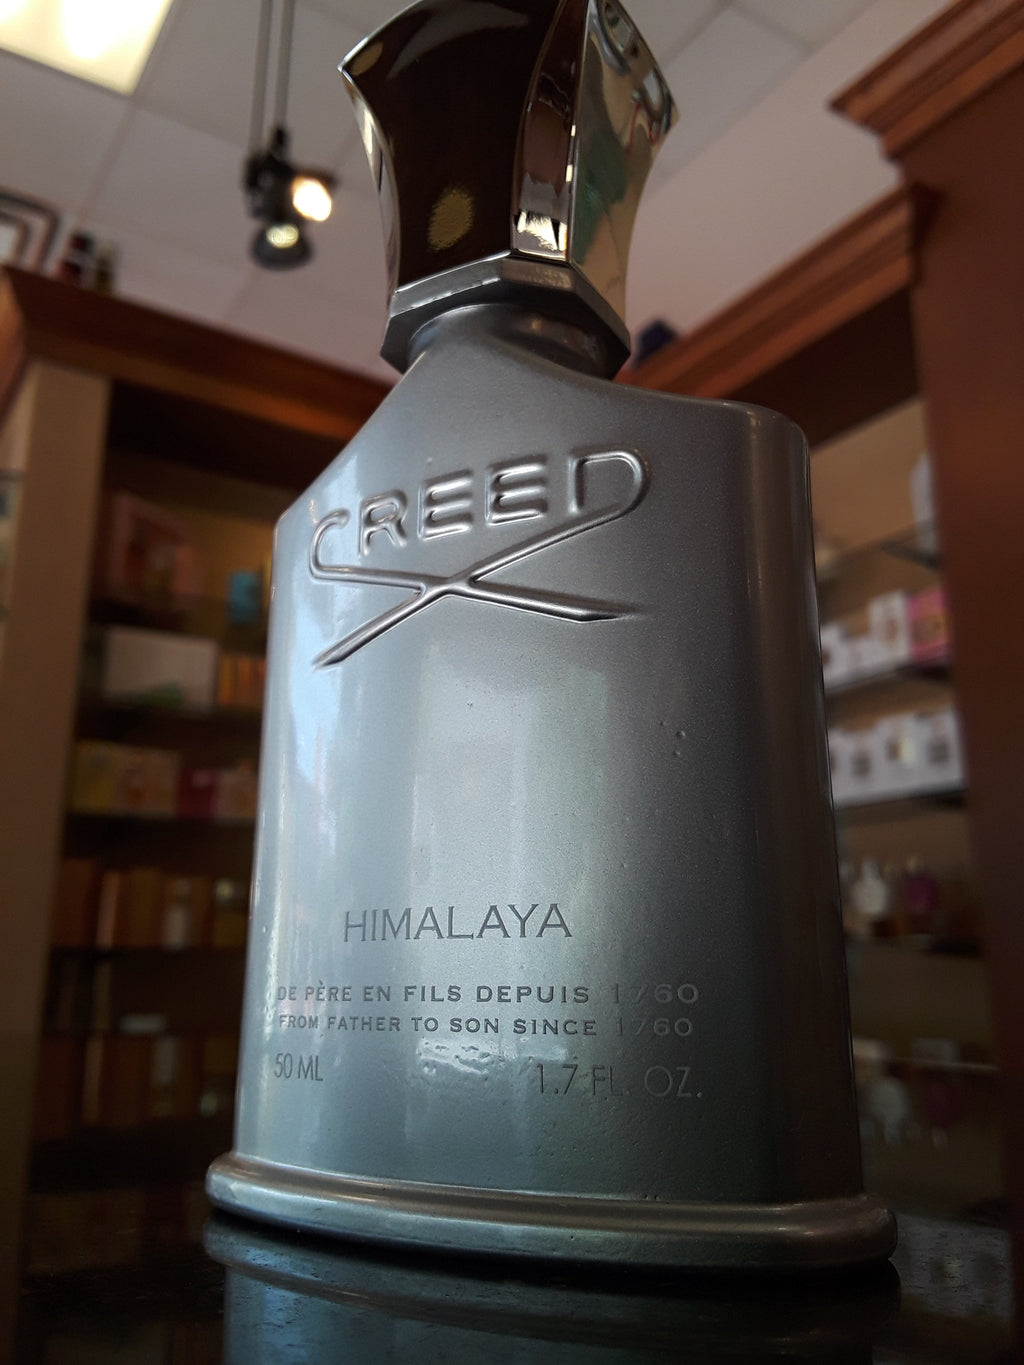 CREED
HIMALAYA
DE PÈRE EN FILS DEPUIS 1760
FROM FATHER TO SON SINCE 1760
50 ML 1.7 FL. OZ.